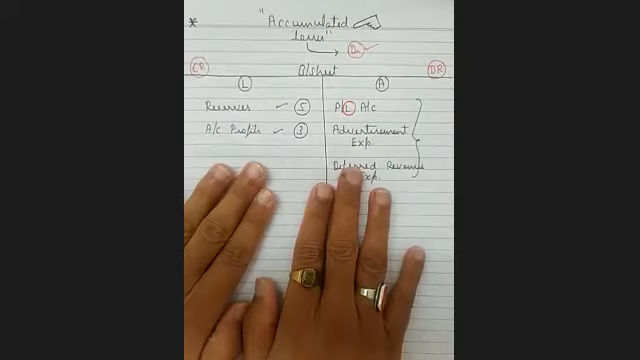 * "Accumulated
Losses"
Dr ✓
CR B/Sheet DR
L A
Reserves ✓ 5 P/L A/c
A/c Profits ✓ 3 Advertisement
Exp.
Deferred Revenue
Exp.